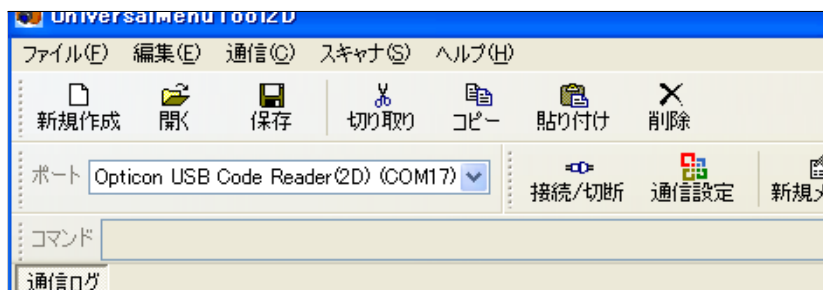 UniversalMenuTool2D
ファイル(F) 編集(E) 通信(C) スキャナ(S) ヘルプ(H)
新規作成 開く 保存 切り取り コピー 貼り付け 削除
ポート Opticon USB Code Reader(2D) (COM17) 接続/切断 通信設定 新規メ
コマンド
通信ログ